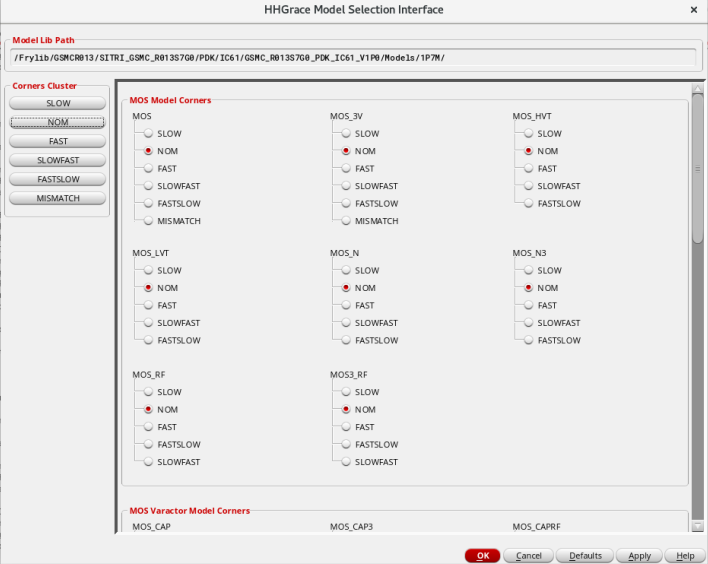 HHGrace Model Selection Interface
×
Model Lib Path
/Frylib/GSMCR013/SITRI_GSMC_R013S7G0/PDK/IC61/GSMC_R013S7G0_PDK_IC61_V1P0/Models/1P7M/
Corners Cluster
SLOW
NOM
FAST
SLOWFAST
FASTSLOW
MISMATCH
MOS Model Corners
MOS
SLOW
NOM
FAST
SLOWFAST
FASTSLOW
MISMATCH
MOS_3V
SLOW
NOM
FAST
SLOWFAST
FASTSLOW
MISMATCH
MOS_HVT
SLOW
NOM
FAST
SLOWFAST
FASTSLOW
MOS_LVT
SLOW
NOM
FAST
SLOWFAST
FASTSLOW
MOS_N
SLOW
NOM
FAST
SLOWFAST
FASTSLOW
MOS_N3
SLOW
NOM
FAST
SLOWFAST
FASTSLOW
MOS_RF
SLOW
NOM
FAST
FASTSLOW
SLOWFAST
MOS3_RF
SLOW
NOM
FAST
FASTSLOW
SLOWFAST
MOS Varactor Model Corners
MOS_CAP
MOS_CAP3
MOS_CAPRF
OK
Cancel
Defaults
Apply
Help